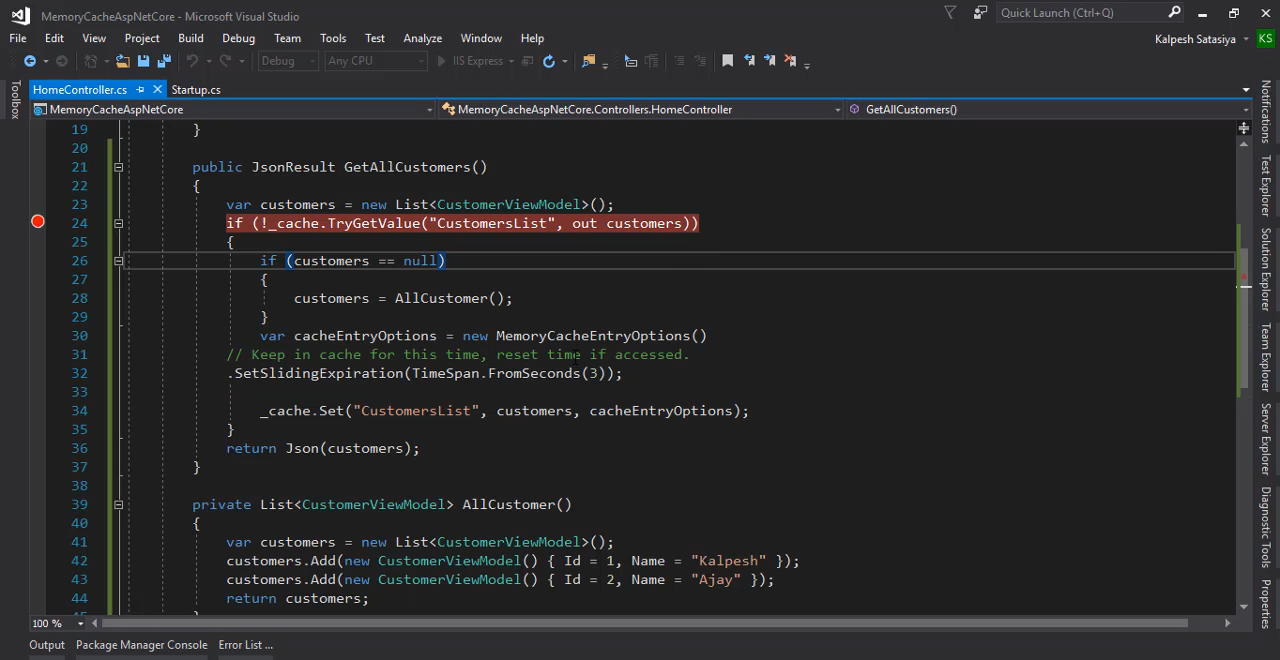 MemoryCacheAspNetCore - Microsoft Visual Studio
Quick Launch (Ctrl+Q)
File Edit View Project Build Debug Team Tools Test Analyze Window Help
Kalpesh Satasiya KS
Debug Any CPU IIS Express
HomeController.cs Startup.cs
MemoryCacheAspNetCore MemoryCacheAspNetCore.Controllers.HomeController GetAllCustomers()
19 }
20
21 public JsonResult GetAllCustomers()
22 {
23 var customers = new List<CustomerViewModel>();
24 if (!_cache.TryGetValue("CustomersList", out customers))
25 {
26 if (customers == null)
27 {
28 customers = AllCustomer();
29 }
30 var cacheEntryOptions = new MemoryCacheEntryOptions()
31 // Keep in cache for this time, reset time if accessed.
32 .SetSlidingExpiration(TimeSpan.FromSeconds(3));
33
34 _cache.Set("CustomersList", customers, cacheEntryOptions);
35 }
36 return Json(customers);
37 }
38
39 private List<CustomerViewModel> AllCustomer()
40 {
41 var customers = new List<CustomerViewModel>();
42 customers.Add(new CustomerViewModel() { Id = 1, Name = "Kalpesh" });
43 customers.Add(new CustomerViewModel() { Id = 2, Name = "Ajay" });
44 return customers;
100 %
Output Package Manager Console Error List ...
Toolbox
Notifications
Test Explorer
Solution Explorer
Team Explorer
Server Explorer
Diagnostic Tools
Properties